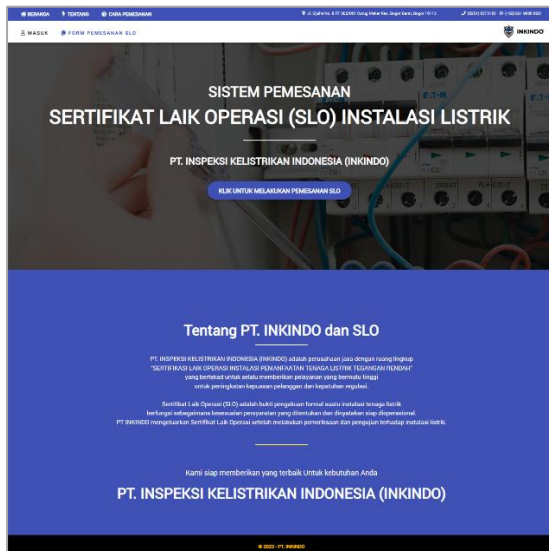 BERANDA TENTANG CARA PEMESANAN
MASUK FORM PEMESANAN SLO INKINDO
SISTEM PEMESANAN
SERTIFIKAT LAIK OPERASI (SLO) INSTALASI LISTRIK
PT. INSPEKSI KELISTRIKAN INDONESIA (INKINDO)
KLIK UNTUK MELAKUKAN PEMESANAN SLO
Tentang PT. INKINDO dan SLO
PT. INSPEKSI KELISTRIKAN INDONESIA (INKINDO) adalah perusahaan jasa dengan ruang lingkup
"SERTIFIKASI LAIK OPERASI INSTALASI PEMANFAATAN TENAGA LISTRIK TEGANGAN RENDAH"
yang bertekad untuk selalu memberikan pelayanan yang bermutu tinggi
untuk peningkatan kepuasan pelanggan dan kepatuhan regulasi.
Sertifikat Laik Operasi (SLO) adalah bukti pengakuan formal suatu instalasi tenaga listrik
berfungsi sebagaimana kesesuaian persyaratan yang ditentukan dan dinyatakan siap dioperasional.
PT INKINDO mengeluarkan Sertifikat Laik Operasi setelah melakukan pemeriksaan dan pengujian terhadap instalasi listrik.
Kami siap memberikan yang terbaik Untuk kebutuhan Anda
PT. INSPEKSI KELISTRIKAN INDONESIA (INKINDO)
© 2023 - PT. INKINDO